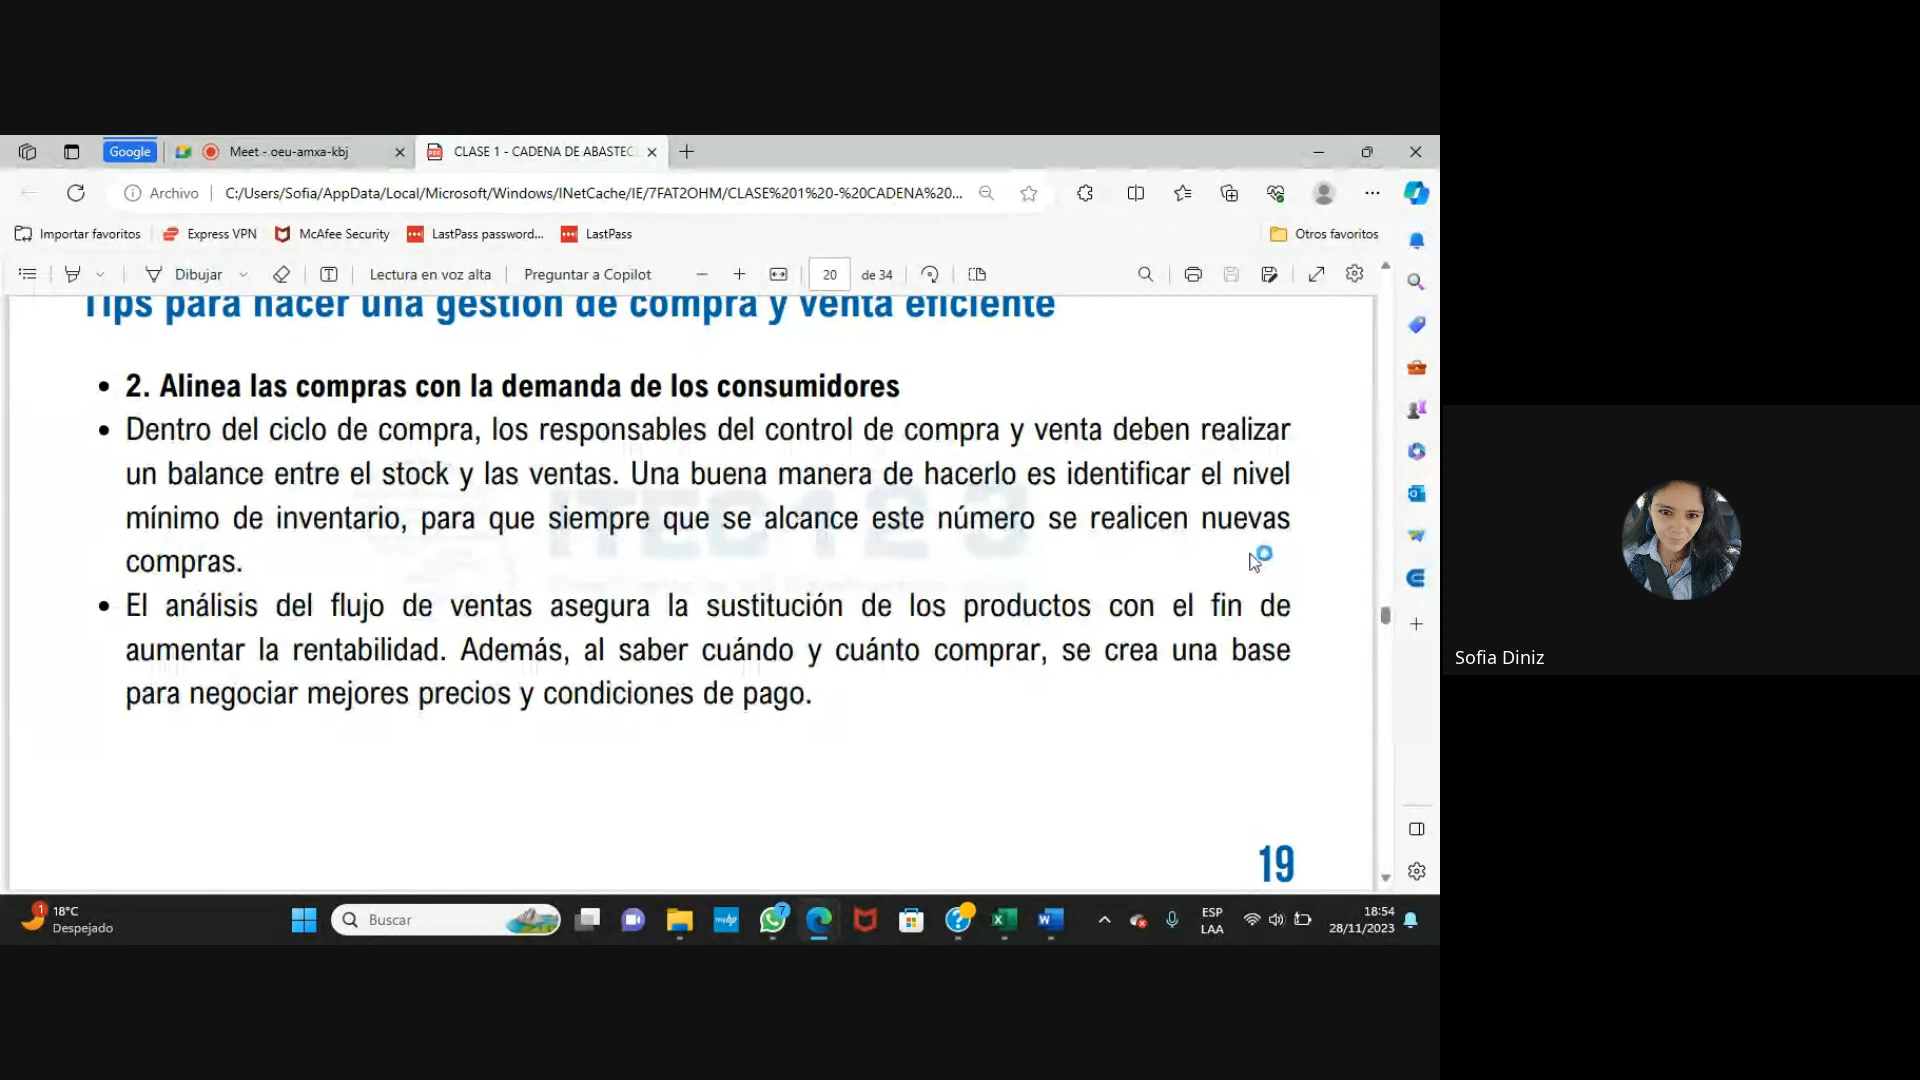 Google
Meet - oeu-amxa-kbj
CLASE 1 - CADENA DE ABASTEC
Archivo
C:/Users/Sofia/AppData/Local/Microsoft/Windows/INetCache/IE/7FAT2OHM/CLASE%201%20-%20CADENA%20...
Importar favoritos
Express VPN
McAfee Security
LastPass password...
LastPass
Otros favoritos
Dibujar
Lectura en voz alta
Preguntar a Copilot
20
de 34
Tips para hacer una gestión de compra y venta eficiente
• 2. Alinea las compras con la demanda de los consumidores
• Dentro del ciclo de compra, los responsables del control de compra y venta deben realizar
un balance entre el stock y las ventas. Una buena manera de hacerlo es identificar el nivel
mínimo de inventario, para que siempre que se alcance este número se realicen nuevas
compras.
• El análisis del flujo de ventas asegura la sustitución de los productos con el fin de
aumentar la rentabilidad. Además, al saber cuándo y cuánto comprar, se crea una base
para negociar mejores precios y condiciones de pago.
19
Sofia Diniz
1
18°C
Despejado
Buscar
myhp
7
ESP
LAA
18:54
28/11/2023